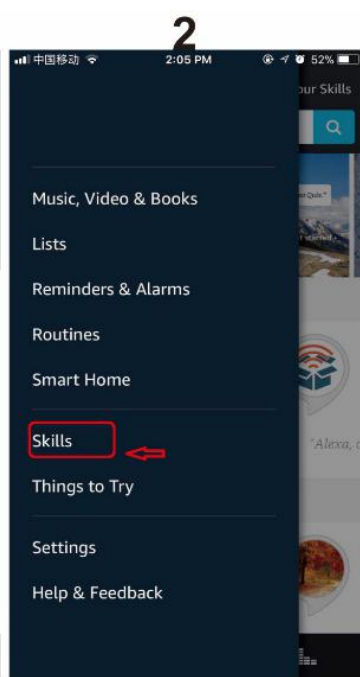 2
中国移动 2:05 PM 52%
our Skills
Music, Video & Books
Lists
Reminders & Alarms
Routines
Smart Home
Skills
"Alexa,
Things to Try
Settings
Help & Feedback